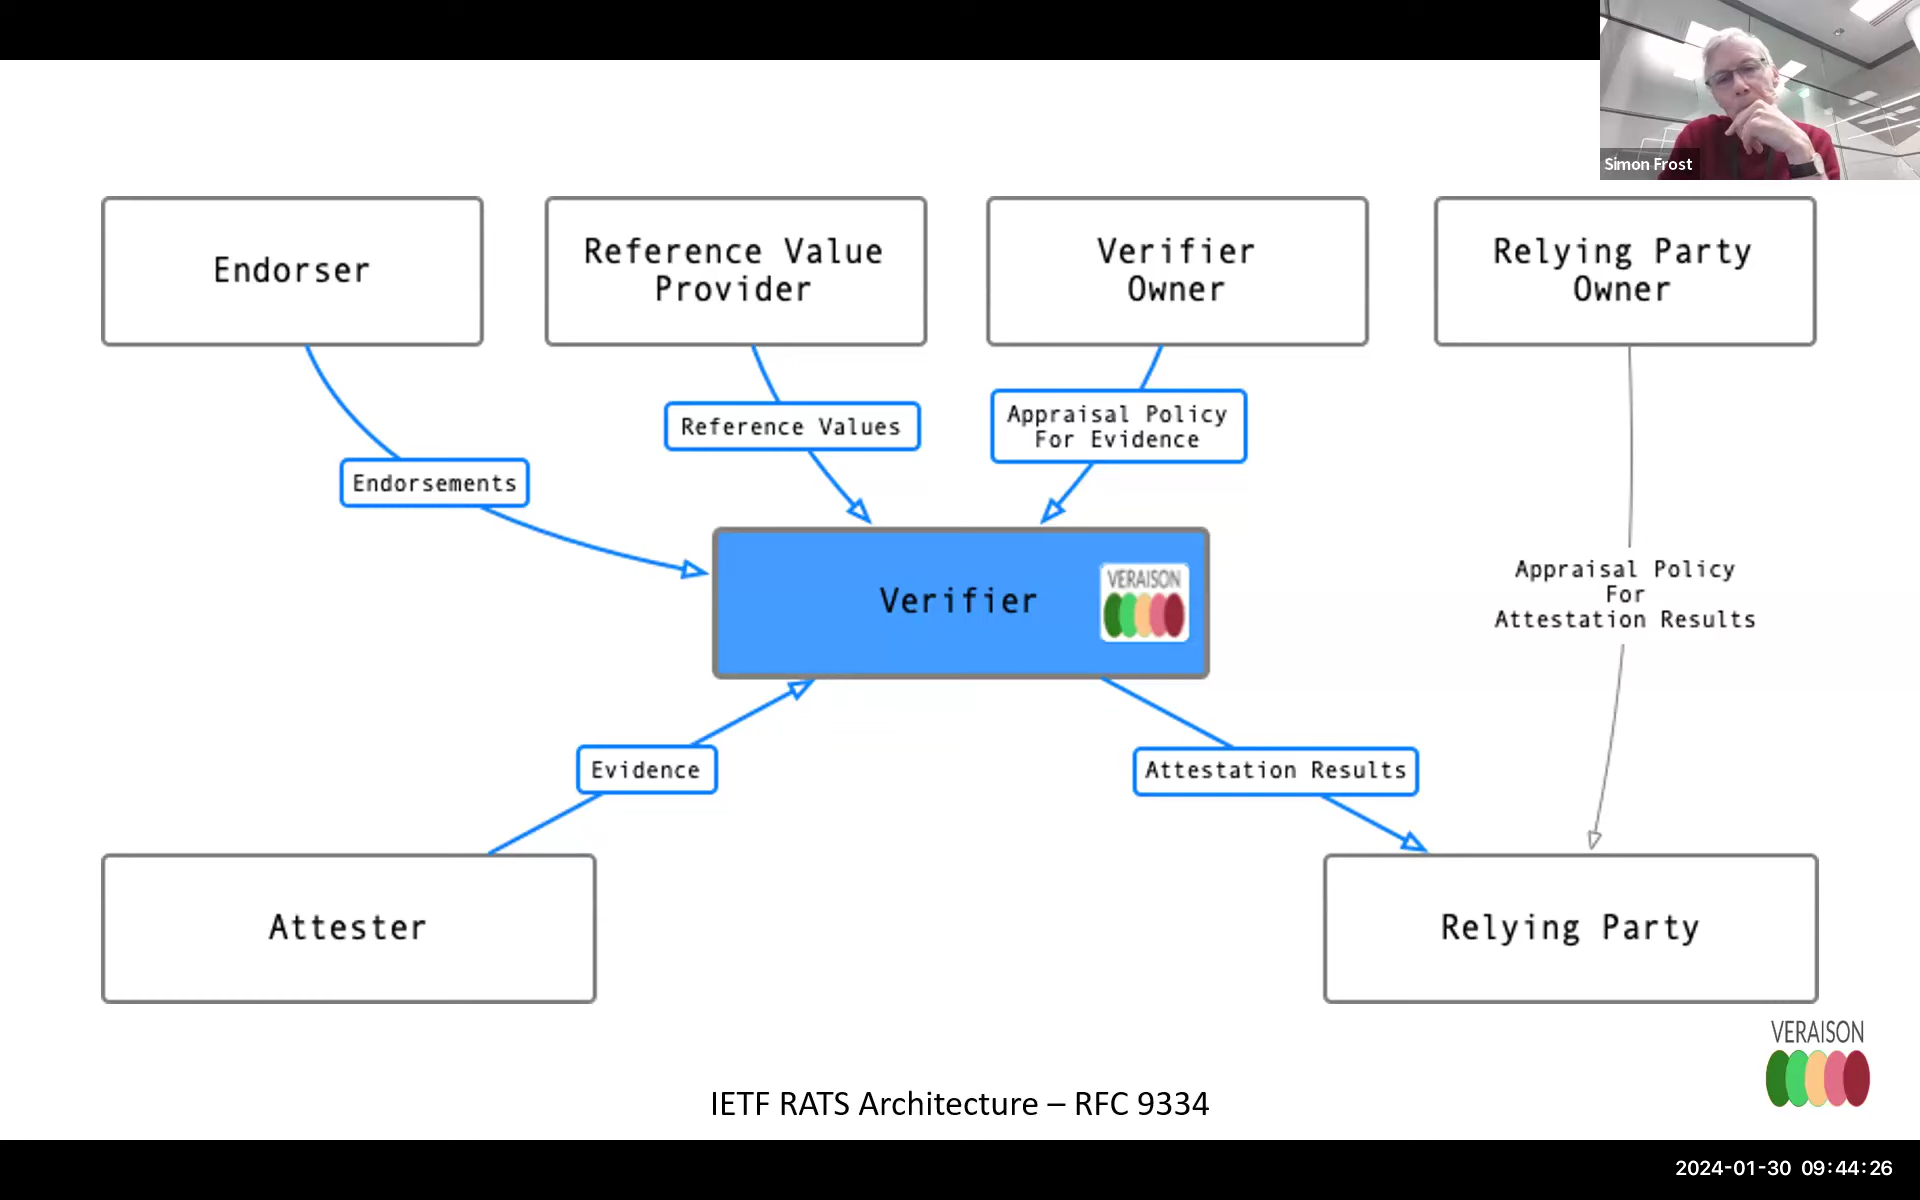 Simon Frost
Endorser
Reference Value
Provider
Verifier
Owner
Relying Party
Owner
Reference Values
Appraisal Policy
For Evidence
Endorsements
Verifier
VERAISON
Appraisal Policy
For
Attestation Results
Evidence
Attestation Results
Attester
Relying Party
VERAISON
IETF RATS Architecture – RFC 9334
2024-01-30 09:44:26